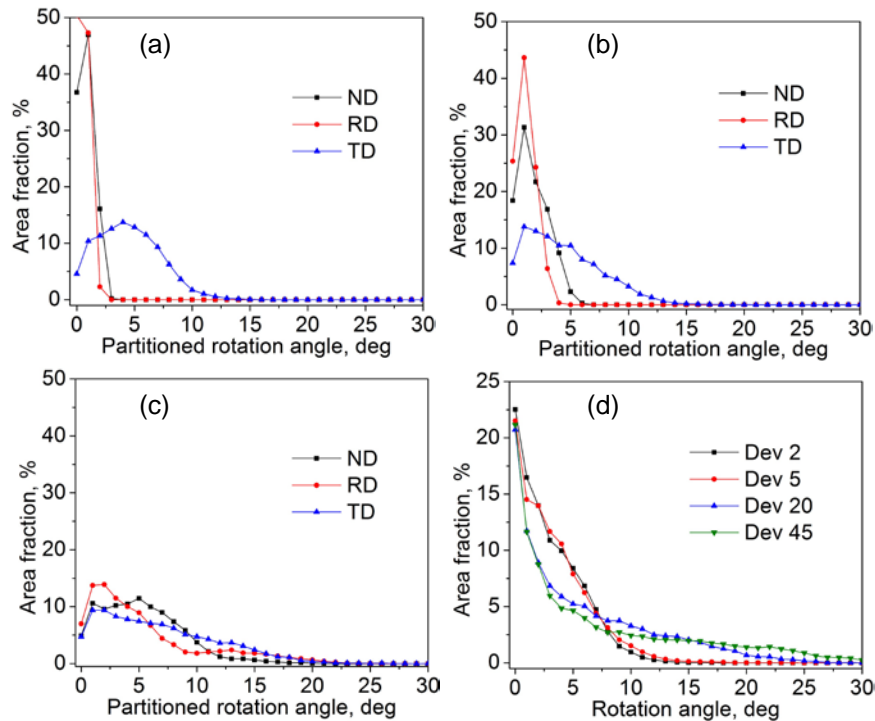 50
40
30
20
10
0
Area fraction, %
(a)
ND
RD
TD
0 5 10 15 20 25 30
Partitioned rotation angle, deg
50
40
30
20
10
0
Area fraction, %
(b)
ND
RD
TD
0 5 10 15 20 25 30
Partitioned rotation angle, deg
50
40
30
20
10
0
Area fraction, %
(c)
ND
RD
TD
0 5 10 15 20 25 30
Partitioned rotation angle, deg
25
20
15
10
5
0
Area fraction, %
(d)
Dev 2
Dev 5
Dev 20
Dev 45
0 5 10 15 20 25 30
Rotation angle, deg